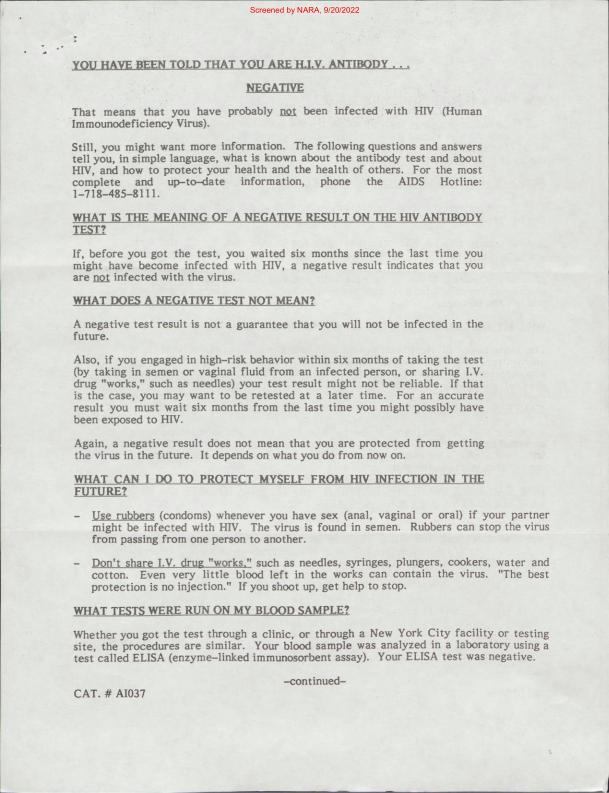 Screened by NARA, 9/20/2022
YOU HAVE BEEN TOLD THAT YOU ARE H.I.V. ANTIBODY . . .
NEGATIVE
That means that you have probably not been infected with HIV (Human
Immounodeficiency Virus).
Still, you might want more information. The following questions and answers
tell you, in simple language, what is known about the antibody test and about
HIV, and how to protect your health and the health of others. For the most
complete and up-to-date information, phone the AIDS Hotline:
1-718-485-8111.
WHAT IS THE MEANING OF A NEGATIVE RESULT ON THE HIV ANTIBODY
TEST?
If, before you got the test, you waited six months since the last time you
might have become infected with HIV, a negative result indicates that you
are not infected with the virus.
WHAT DOES A NEGATIVE TEST NOT MEAN?
A negative test result is not a guarantee that you will not be infected in the
future.
Also, if you engaged in high-risk behavior within six months of taking the test
(by taking in semen or vaginal fluid from an infected person, or sharing I.V.
drug "works," such as needles) your test result might not be reliable. If that
is the case, you may want to be retested at a later time. For an accurate
result you must wait six months from the last time you might possibly have
been exposed to HIV.
Again, a negative result does not mean that you are protected from getting
the virus in the future. It depends on what you do from now on.
WHAT CAN I DO TO PROTECT MYSELF FROM HIV INFECTION IN THE
FUTURE?
- Use rubbers (condoms) whenever you have sex (anal, vaginal or oral) if your partner
might be infected with HIV. The virus is found in semen. Rubbers can stop the virus
from passing from one person to another.
- Don't share I.V. drug "works," such as needles, syringes, plungers, cookers, water and
cotton. Even very little blood left in the works can contain the virus. "The best
protection is no injection." If you shoot up, get help to stop.
WHAT TESTS WERE RUN ON MY BLOOD SAMPLE?
Whether you got the test through a clinic, or through a New York City facility or testing
site, the procedures are similar. Your blood sample was analyzed in a laboratory using a
test called ELISA (enzyme-linked immunosorbent assay). Your ELISA test was negative.
-continued-
CAT. # AI037